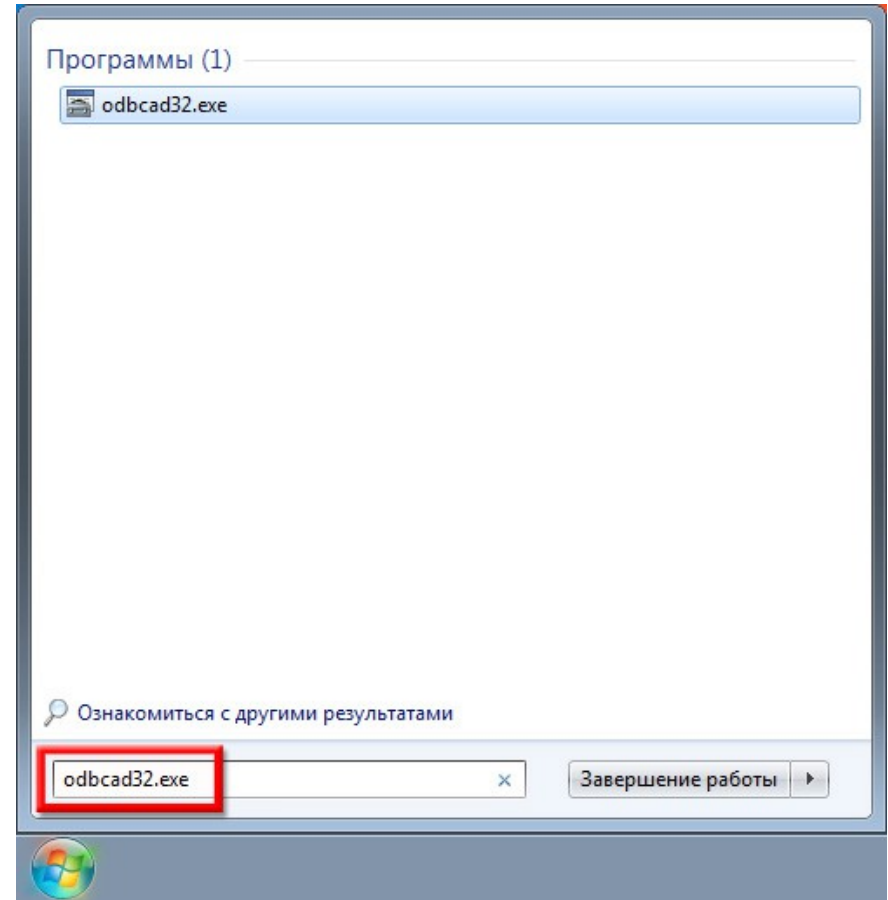 Программы (1)
odbcad32.exe
Ознакомиться с другими результатами
odbcad32.exe
Завершение работы